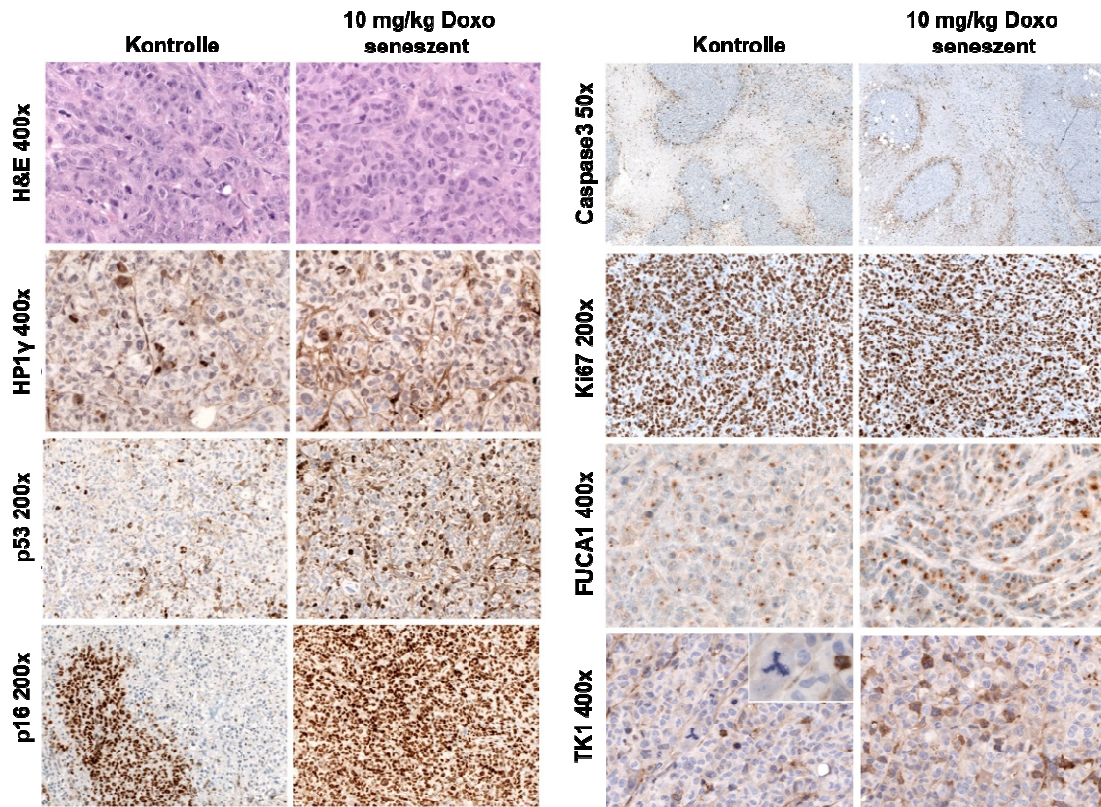 Kontrolle
10 mg/kg Doxo
seneszent
H&E 400x
HP1γ 400x
p53 200x
p16 200x
Kontrolle
10 mg/kg Doxo
seneszent
Caspase3 50x
Ki67 200x
FUCA1 400x
TK1 400x